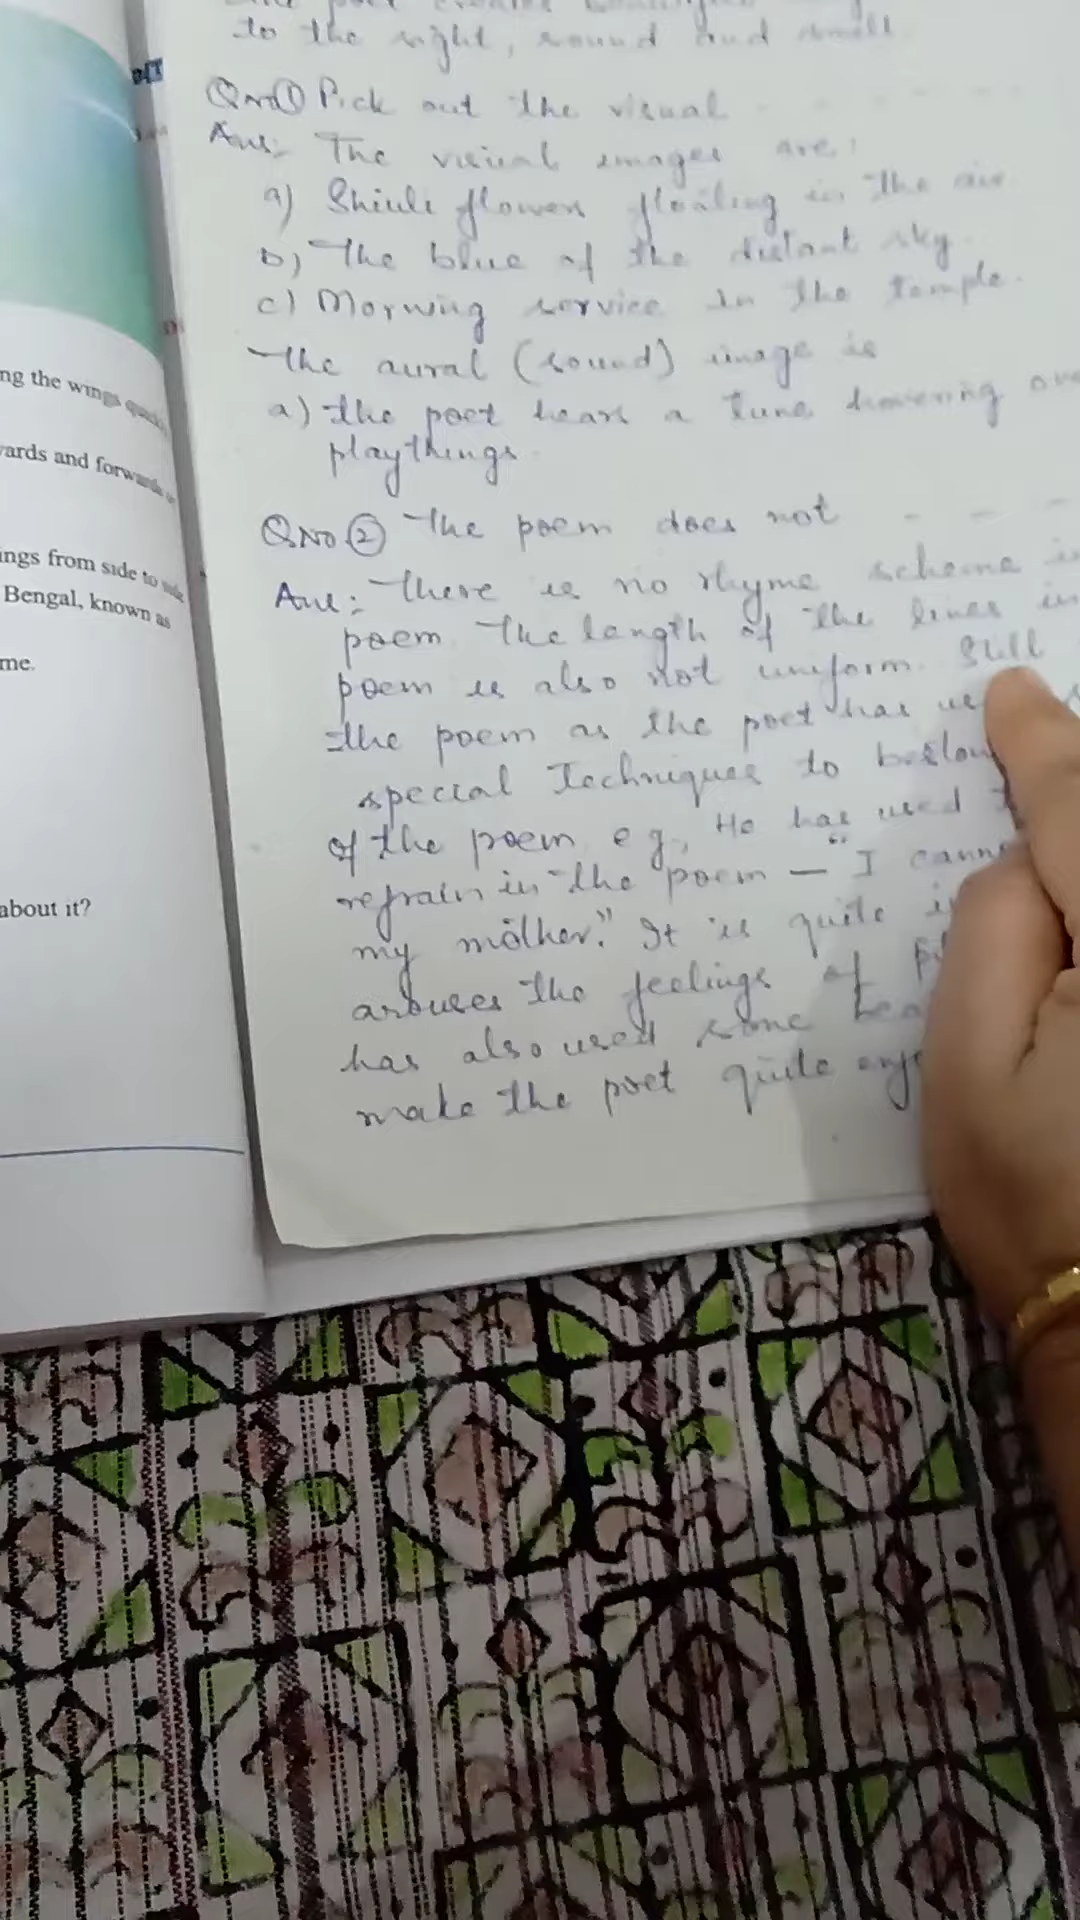 to the sight, sound and smell.
QNo① Pick out the visual - - - - - -
Ans:- The visual images are:
a) Shiuli flowers floating in the air.
b) The blue of the distant sky.
c) Morning service in the temple.
The aural (sound) image is
a) the poet hears a tune hovering over
playthings.
QNo② The poem does not - - -
Ans:- There is no rhyme scheme in
poem. The length of the lines in
poem is also not uniform. Still
the poem as the poet has
special Techniques to
of the poem e.g., He has used
refrain in the poem — "I
my mother." It is quite
arouses the feelings of
has also used some
make the poet quite
ng the wings
ards and forwards
ings from side to
Bengal, known as
me.
about it?